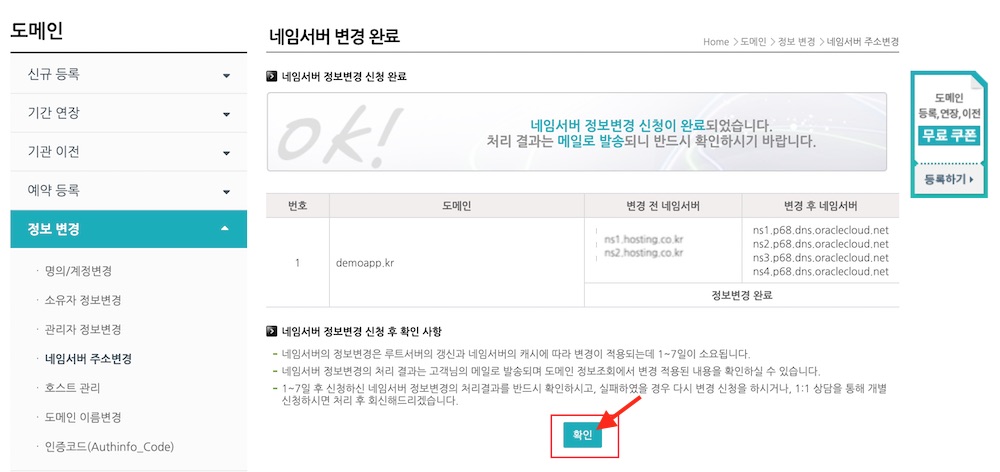 도메인
신규 등록
기간 연장
기관 이전
예약 등록
정보 변경
· 명의/계정변경
· 소유자 정보변경
· 관리자 정보변경
· 네임서버 주소변경
· 호스트 관리
· 도메인 이름변경
· 인증코드(Authinfo_Code)
네임서버 변경 완료
Home >도메인 >정보 변경 >네임서버 주소변경
네임서버 정보변경 신청 완료
ok!
네임서버 정보변경 신청이 완료되었습니다.
처리 결과는 메일로 발송되니 반드시 확인하시기 바랍니다.
번호 도메인 변경 전 네임서버 변경 후 네임서버
1 demoapp.kr
ns1.hosting.co.kr
ns2.hosting.co.kr
ns1.p68.dns.oraclecloud.net
ns2.p68.dns.oraclecloud.net
ns3.p68.dns.oraclecloud.net
ns4.p68.dns.oraclecloud.net
정보변경 완료
네임서버 정보변경 신청 후 확인 사항
– 네임서버의 정보변경은 루트서버의 갱신과 네임서버의 캐시에 따라 변경이 적용되는데 1~7일이 소요됩니다.
– 네임서버 정보변경의 처리 결과는 고객님의 메일로 발송되며 도메인 정보조회에서 변경 적용된 내용을 확인하실 수 있습니다.
– 1~7일 후 신청하신 네임서버 정보변경의 처리결과를 반드시 확인하시고, 실패하였을 경우 다시 변경 신청을 하시거나, 1:1 상담을 통해 개별
신청하시면 처리 후 회신해드리겠습니다.
확인
도메인
등록,연장,이전
무료 쿠폰
등록하기